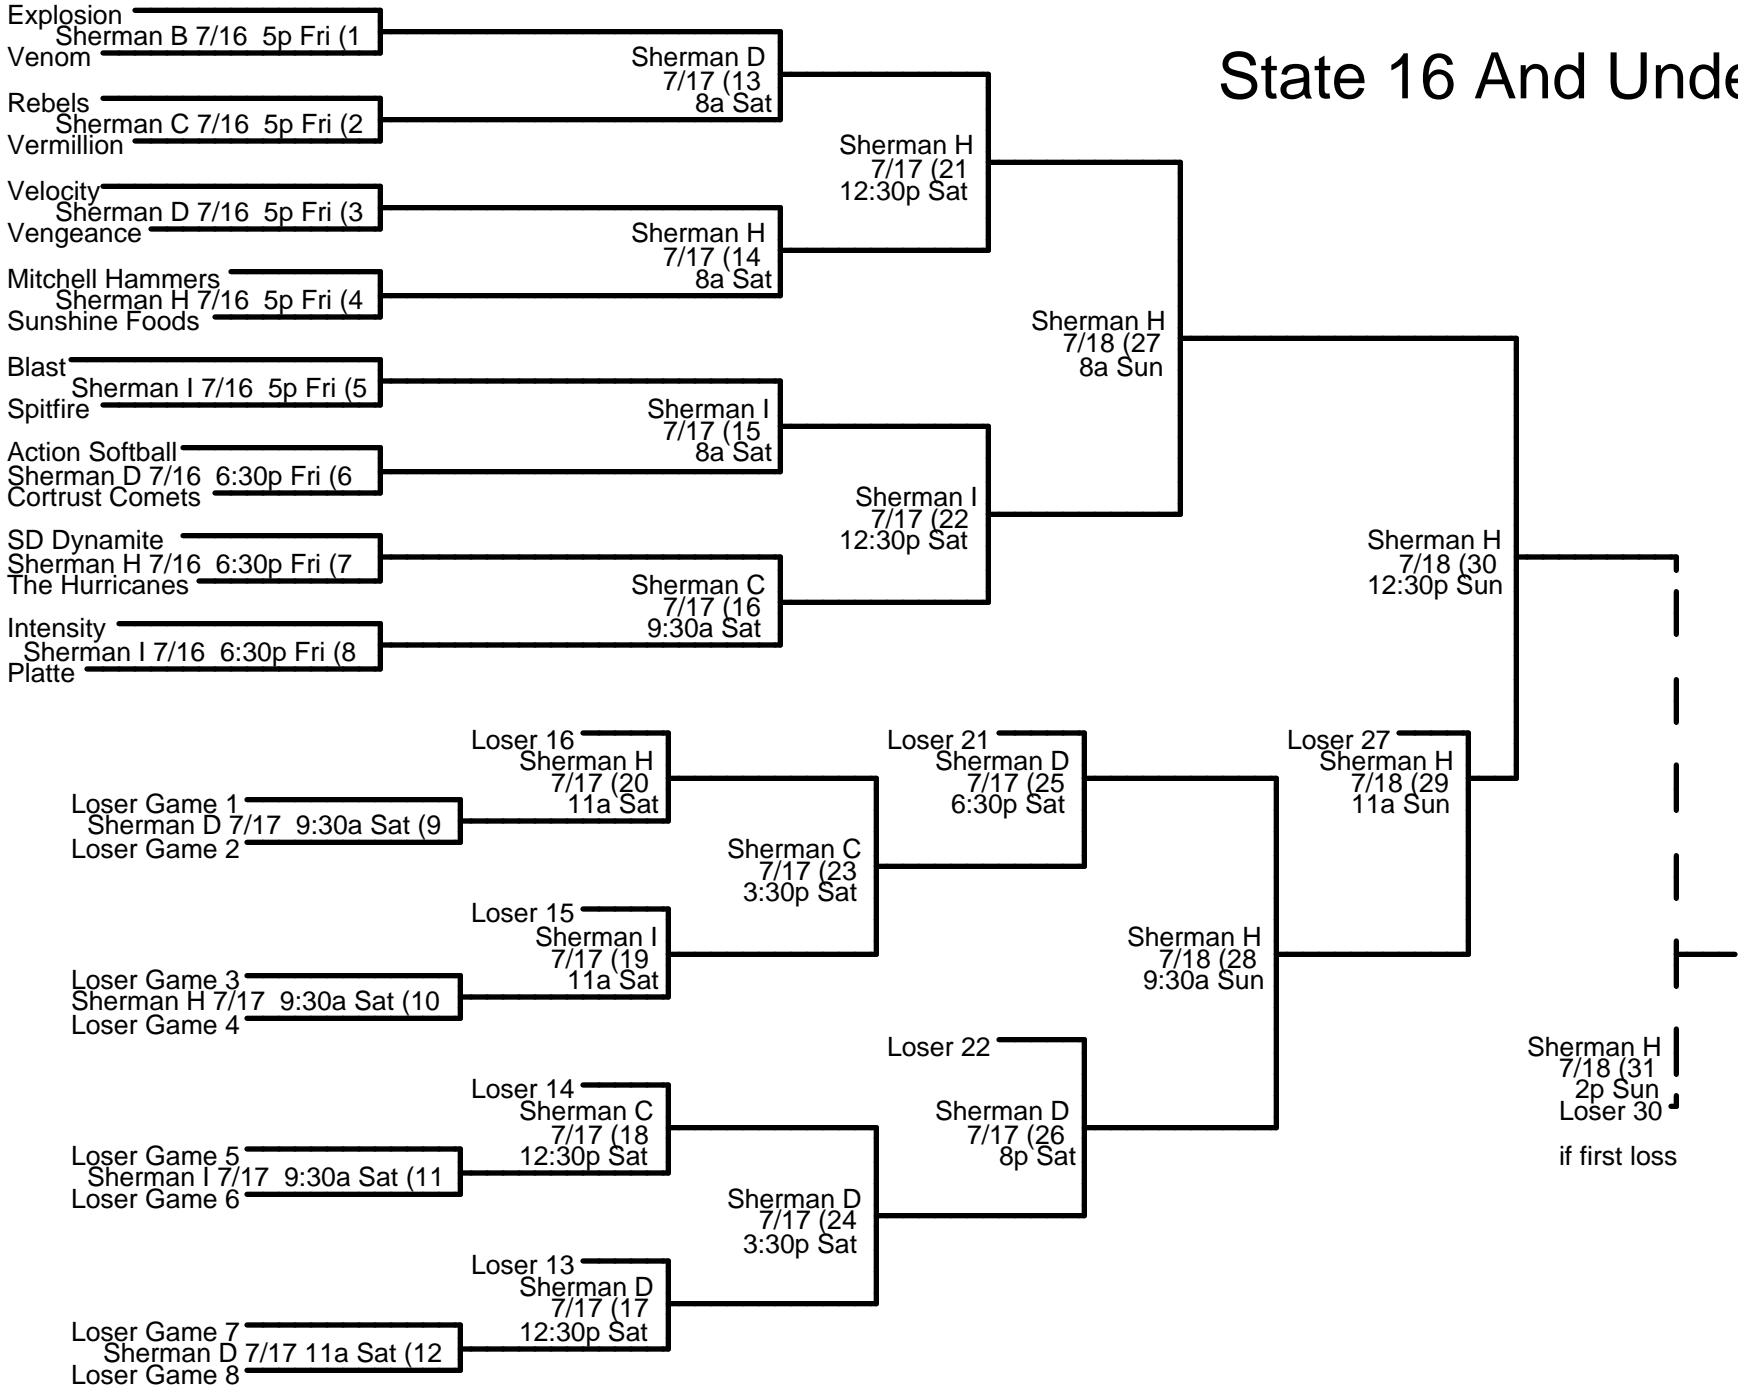 State 16 And Unde
Explosion
Sherman B 7/16  5p Fri (1
Venom
Rebels
Sherman C 7/16  5p Fri (2
Vermillion
Velocity
Sherman D 7/16  5p Fri (3
Vengeance
Mitchell Hammers
Sherman H 7/16  5p Fri (4
Sunshine Foods
Blast
Sherman I 7/16  5p Fri (5
Spitfire
Action Softball
Sherman D 7/16  6:30p Fri (6
Cortrust Comets
SD Dynamite
Sherman H 7/16  6:30p Fri (7
The Hurricanes
Intensity
Sherman I 7/16  6:30p Fri (8
Platte
Sherman D
7/17 (13
8a Sat
Sherman H
7/17 (14
8a Sat
Sherman I
7/17 (15
8a Sat
Sherman C
7/17 (16
9:30a Sat
Sherman H
7/17 (21
12:30p Sat
Sherman I
7/17 (22
12:30p Sat
Sherman H
7/18 (27
8a Sun
Sherman H
7/18 (30
12:30p Sun
Loser Game 1
Sherman D 7/17  9:30a Sat (9
Loser Game 2
Loser Game 3
Sherman H 7/17  9:30a Sat (10
Loser Game 4
Loser Game 5
Sherman I 7/17  9:30a Sat (11
Loser Game 6
Loser Game 7
Sherman D 7/17 11a Sat (12
Loser Game 8
Loser 16
Sherman H
7/17 (20
11a Sat
Loser 15
Sherman I
7/17 (19
11a Sat
Loser 14
Sherman C
7/17 (18
12:30p Sat
Loser 13
Sherman D
7/17 (17
12:30p Sat
Sherman C
7/17 (23
3:30p Sat
Sherman D
7/17 (24
3:30p Sat
Loser 21
Sherman D
7/17 (25
6:30p Sat
Loser 22
Sherman D
7/17 (26
8p Sat
Sherman H
7/18 (28
9:30a Sun
Loser 27
Sherman H
7/18 (29
11a Sun
Sherman H
7/18 (31
2p Sun
Loser 30
if first loss